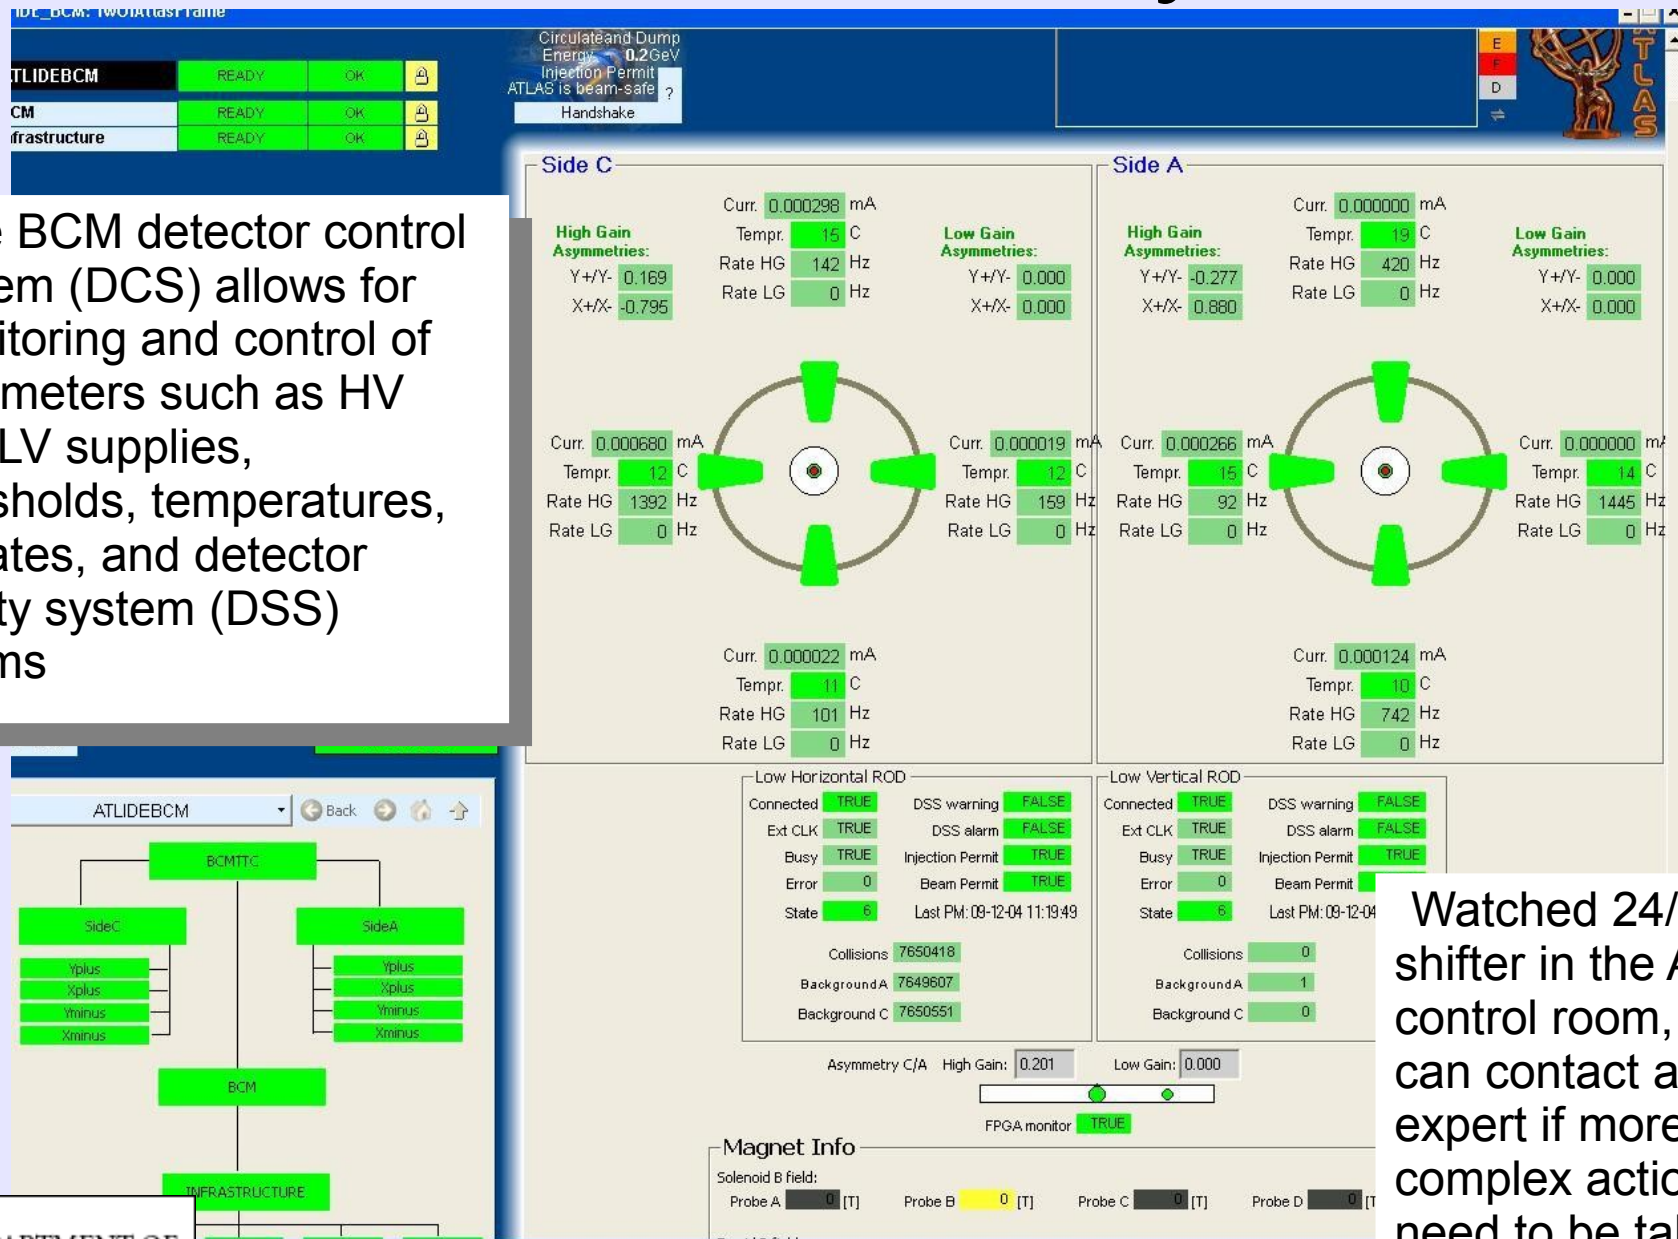 IDE_BCM: TWOfAtlasFrame
ATLIDEBCM READY OK
BCM READY OK
Infrastructure READY OK
Circulateand Dump
Energy 0.2GeV
Injection Permit
ATLAS is beam-safe ?
Handshake
E
F
D
ATLAS
BCM detector control
(DCS) allows for
and control of
such as HV
LV supplies,
temperatures,
and detector
system (DSS)
Side C
Curr. 0.000298 mA
Tempr. 15 C
Rate HG 142 Hz
Rate LG 0 Hz
High Gain
Asymmetries:
Y+/Y- 0.169
X+/X- -0.795
Low Gain
Asymmetries:
Y+/Y- 0.000
X+/X- 0.000
Curr. 0.000680 mA
Tempr. 12 C
Rate HG 1392 Hz
Rate LG 0 Hz
Curr. 0.000019 mA
Tempr. 12 C
Rate HG 159 Hz
Rate LG 0 Hz
Curr. 0.000022 mA
Tempr. 11 C
Rate HG 101 Hz
Rate LG 0 Hz
Side A
Curr. 0.000000 mA
Tempr. 19 C
Rate HG 420 Hz
Rate LG 0 Hz
High Gain
Asymmetries:
Y+/Y- -0.277
X+/X- 0.880
Low Gain
Asymmetries:
Y+/Y- 0.000
X+/X- 0.000
Curr. 0.000266 mA
Tempr. 15 C
Rate HG 92 Hz
Rate LG 0 Hz
Curr. 0.000000 mA
Tempr. 14 C
Rate HG 1445 Hz
Rate LG 0 Hz
Curr. 0.000124 mA
Tempr. 10 C
Rate HG 742 Hz
Rate LG 0 Hz
ATLIDEBCM Back
BCMTTC
SideC SideA
Yplus Yplus
Xplus Xplus
Yminus Yminus
Xminus Xminus
BCM
INFRASTRUCTURE
Low Horizontal ROD
Connected TRUE DSS warning FALSE
Ext CLK TRUE DSS alarm FALSE
Busy TRUE Injection Permit TRUE
Error 0 Beam Permit TRUE
State 6 Last PM: 09-12-04 11:19:49
Collisions 7650418
Background A 7649607
Background C 7650551
Low Vertical ROD
Connected TRUE DSS warning FALSE
Ext CLK TRUE DSS alarm FALSE
Busy TRUE Injection Permit TRUE
Error 0 Beam Permit
State 6 Last PM: 09-12-04
Collisions 0
Background A 1
Background C 0
Asymmetry C/A High Gain: 0.201 Low Gain: 0.000
FPGA monitor TRUE
Magnet Info
Solenoid B field:
Probe A 0 [T] Probe B 0 [T] Probe C 0 [T] Probe D 0 [T
Watched 24/
shifter in the A
control room,
can contact a
expert if more
complex actio
need to be tak